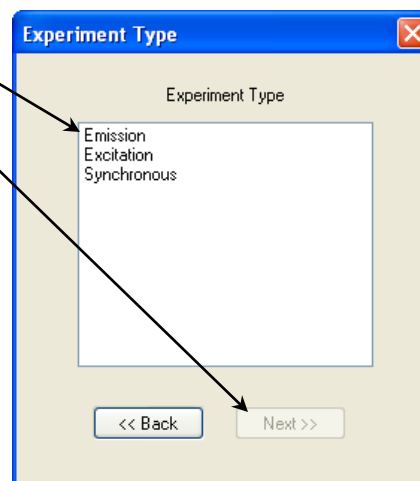 Experiment Type
Experiment Type
Emission
Excitation
Synchronous
<< Back
Next >>